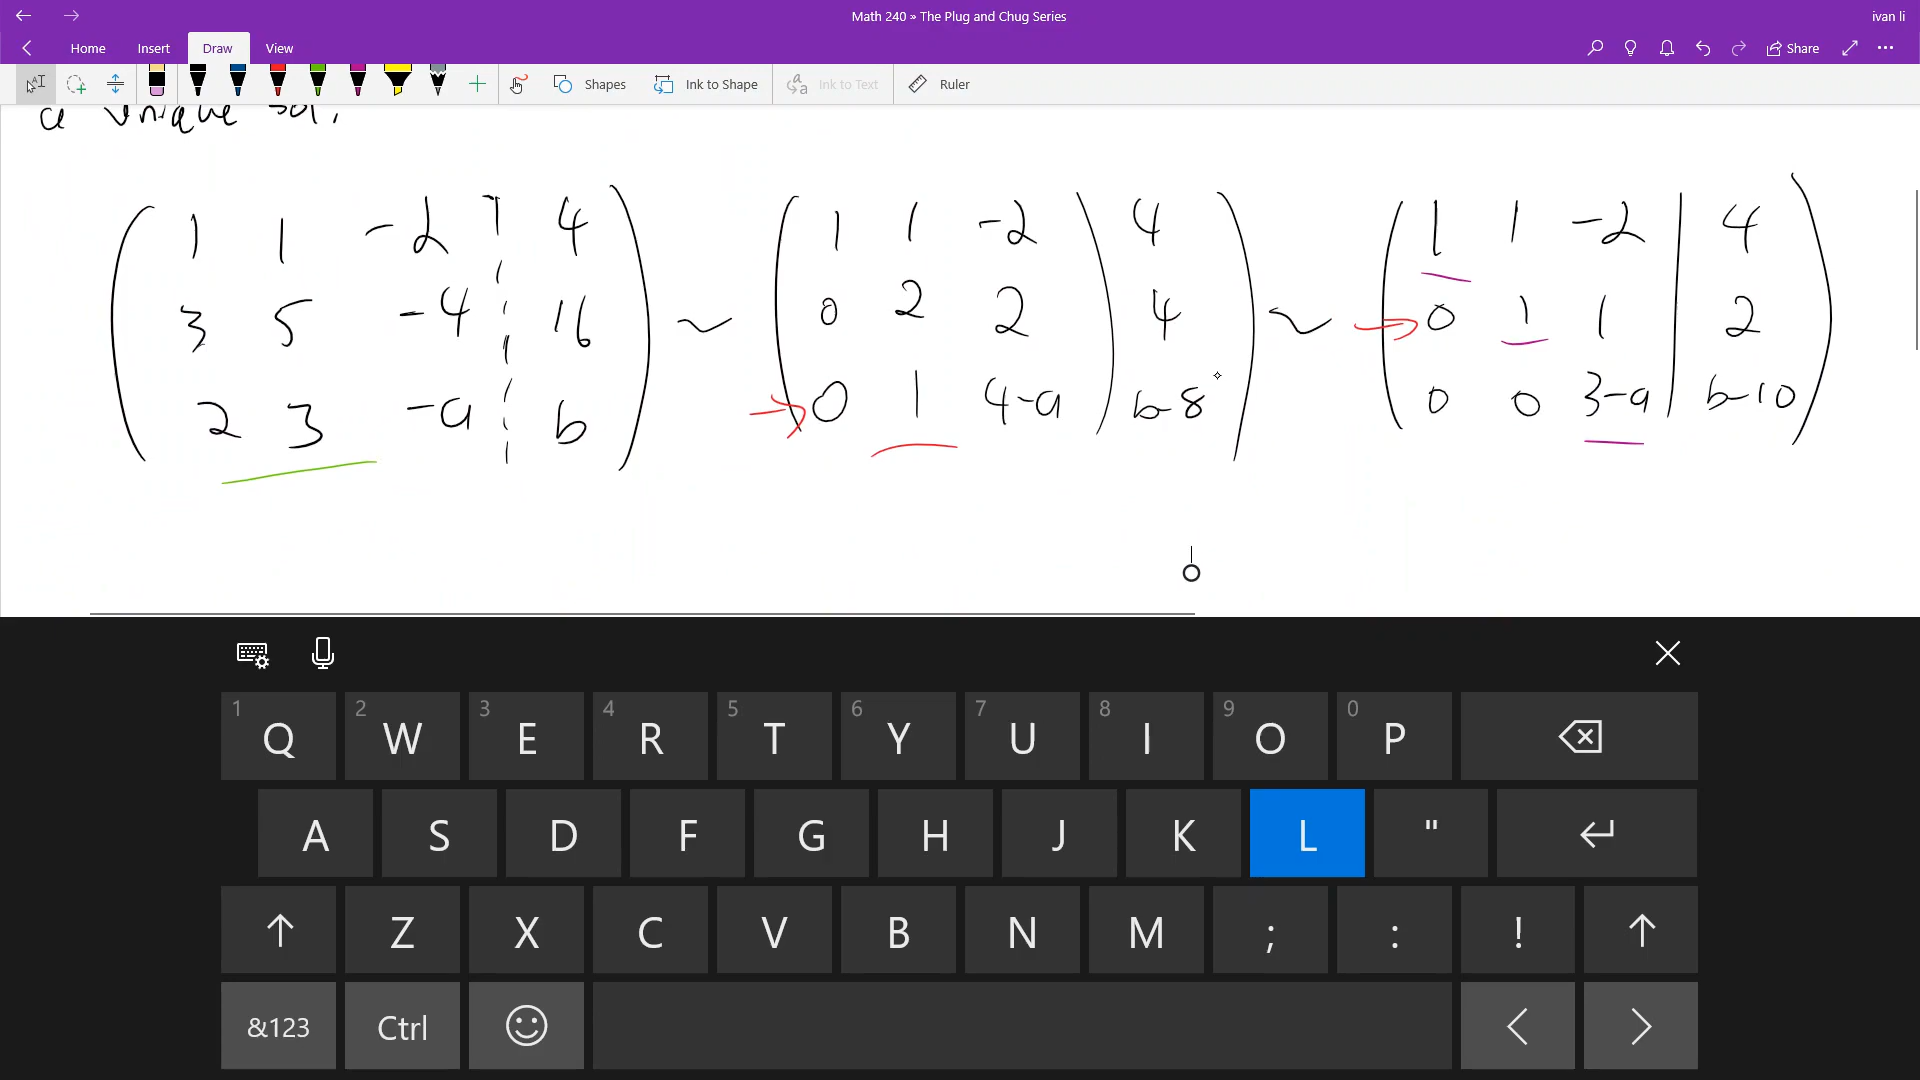 Math 240 » The Plug and Chug Series
ivan li
Home Insert Draw View
Share
Shapes Ink to Shape Ink to Text Ruler
a unique sol.
1 1 -2 4 1 1 -2 4 1 1 -2 4
3 5 -4 16 ~ 0 2 2 4 ~ 0 1 1 2
2 3 -a b 0 1 4-a b-8 0 0 3-a b-10
1 2 3 4 5 6 7 8 9 0
Q W E R T Y U I O P
A S D F G H J K L "
Z X C V B N M ; : !
&123 Ctrl